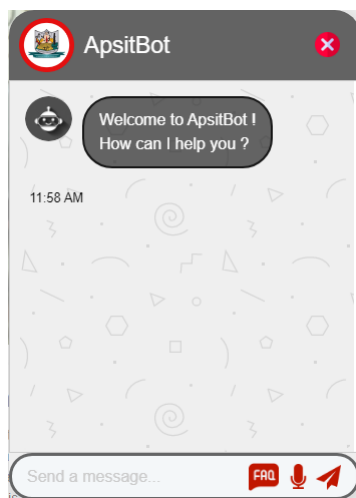 ApsitBot
Welcome to ApsitBot !
How can I help you ?
11:58 AM
Send a message...
FAQ